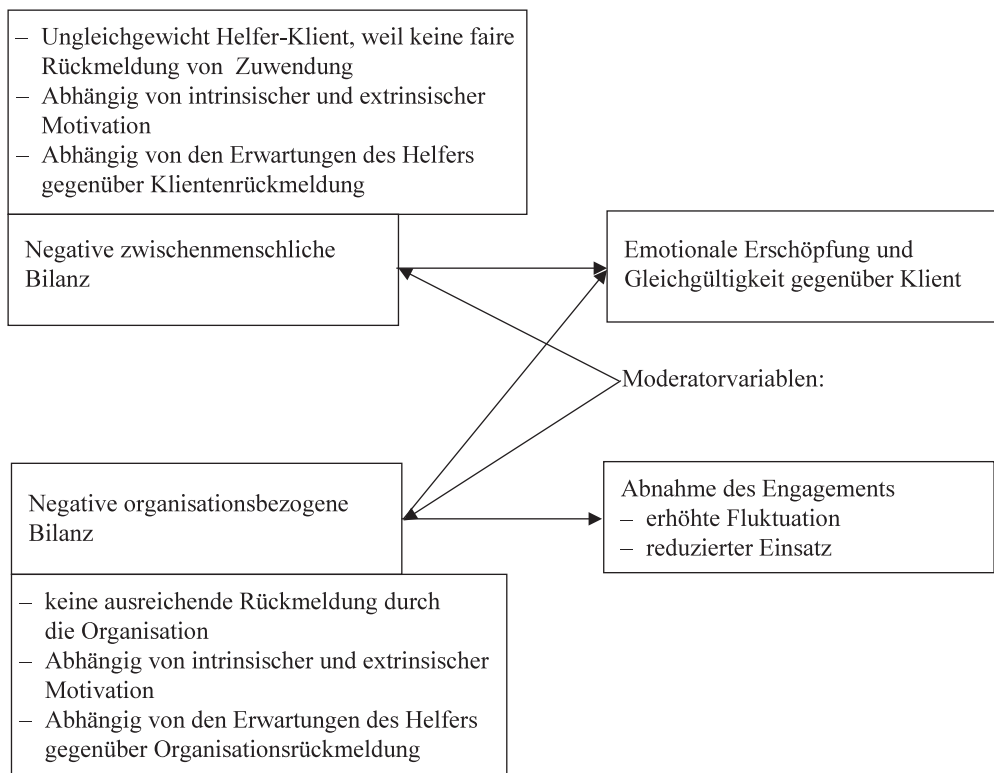 – Ungleichgewicht Helfer-Klient, weil keine faire
Rückmeldung von Zuwendung
– Abhängig von intrinsischer und extrinsischer
Motivation
– Abhängig von den Erwartungen des Helfers
gegenüber Klientenrückmeldung
Negative zwischenmenschliche
Bilanz
Emotionale Erschöpfung und
Gleichgültigkeit gegenüber Klient
Moderatorvariablen:
Negative organisationsbezogene
Bilanz
Abnahme des Engagements
– erhöhte Fluktuation
– reduzierter Einsatz
– keine ausreichende Rückmeldung durch
die Organisation
– Abhängig von intrinsischer und extrinsischer
Motivation
– Abhängig von den Erwartungen des Helfers
gegenüber Organisationsrückmeldung